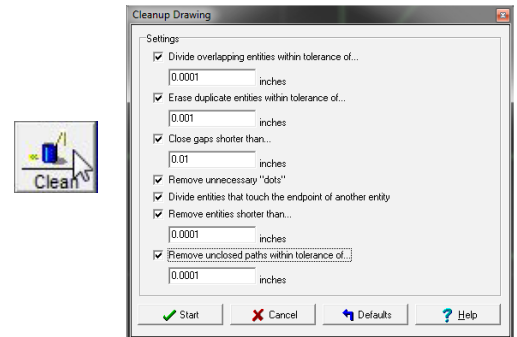 Clean
Cleanup Drawing
Settings
Divide overlapping entities within tolerance of...
0.0001 inches
Erase duplicate entities within tolerance of...
0.001 inches
Close gaps shorter than...
0.01 inches
Remove unnecessary "dots"
Divide entities that touch the endpoint of another entity
Remove entities shorter than...
0.0001 inches
Remove unclosed paths within tolerance of...
0.0001 inches
Start Cancel Defaults Help